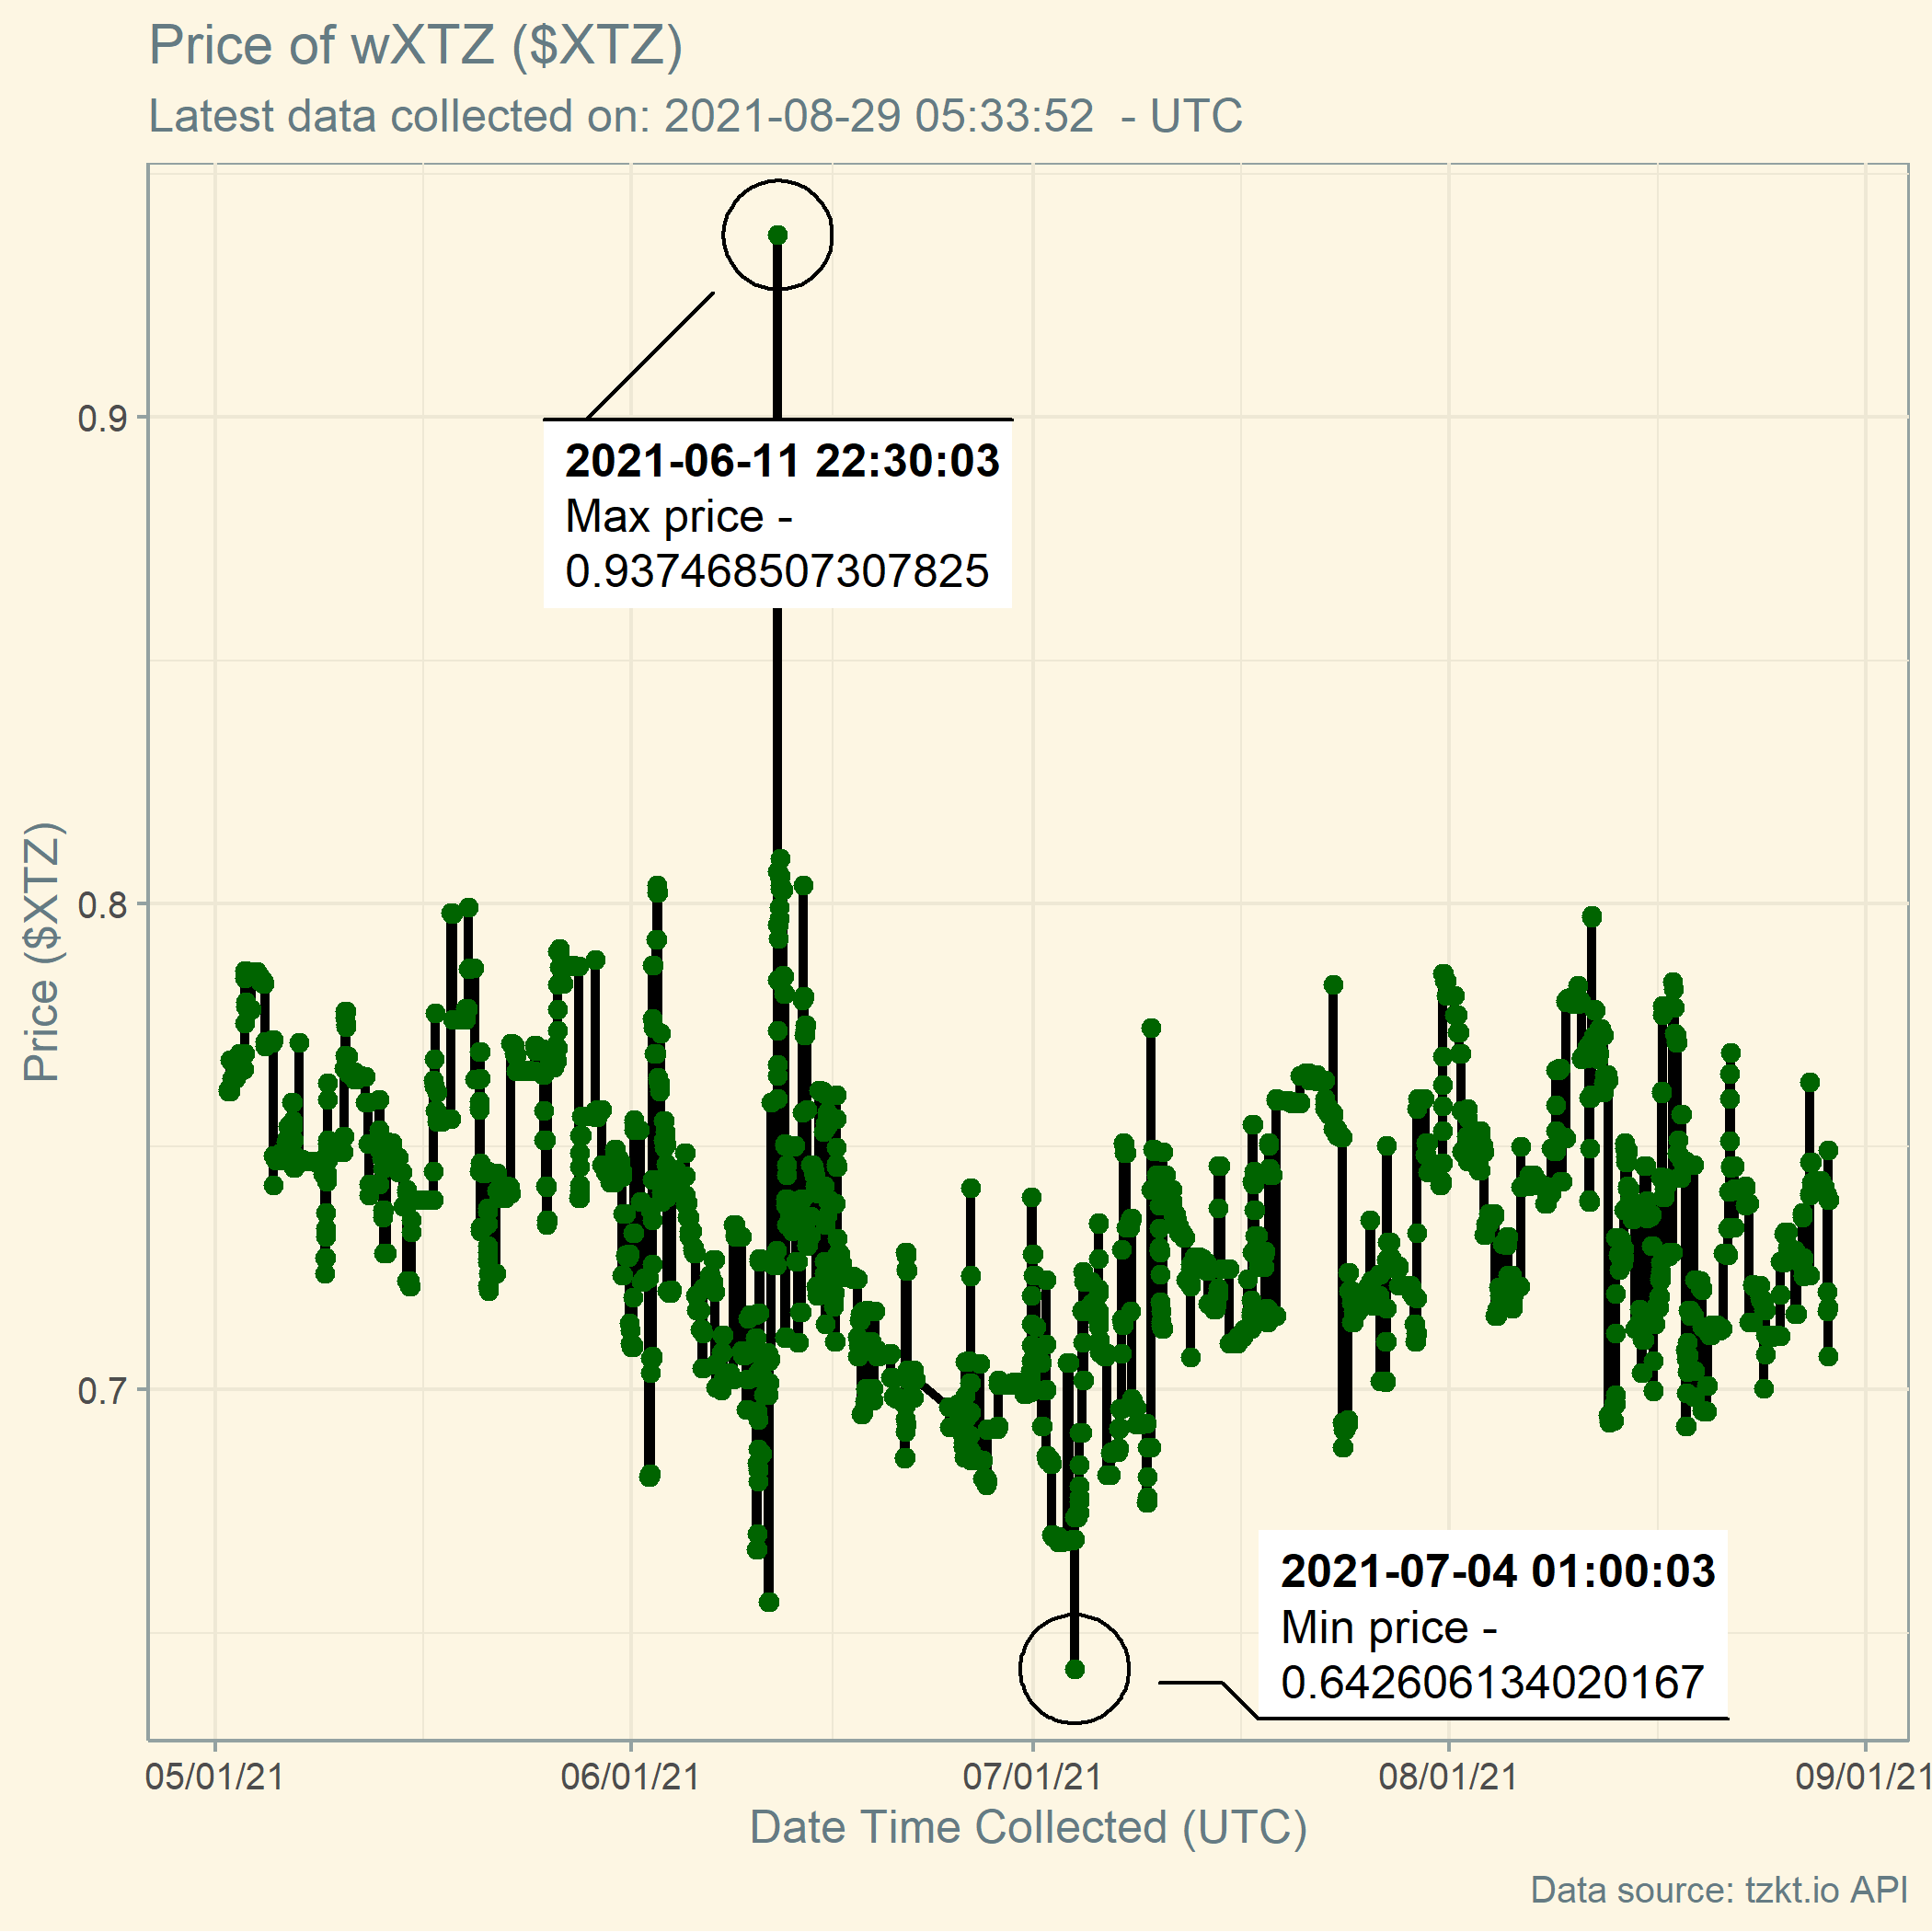 Price of wXTZ ($XTZ)
Latest data collected on: 2021-08-29 05:33:52  - UTC
2021-06-11 22:30:03
Max price -
0.937468507307825
0.9
0.8
0.7
Price ($XTZ)
2021-07-04 01:00:03
Min price -
0.642606134020167
05/01/21
06/01/21
07/01/21
08/01/21
09/01/21
Date Time Collected (UTC)
Data source: tzkt.io API